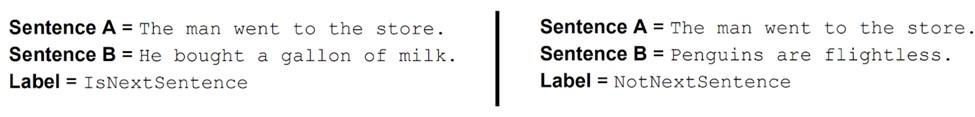 Sentence A = The man went to the store.
Sentence B = He bought a gallon of milk.
Label = IsNextSentence
Sentence A = The man went to the store.
Sentence B = Penguins are flightless.
Label = NotNextSentence